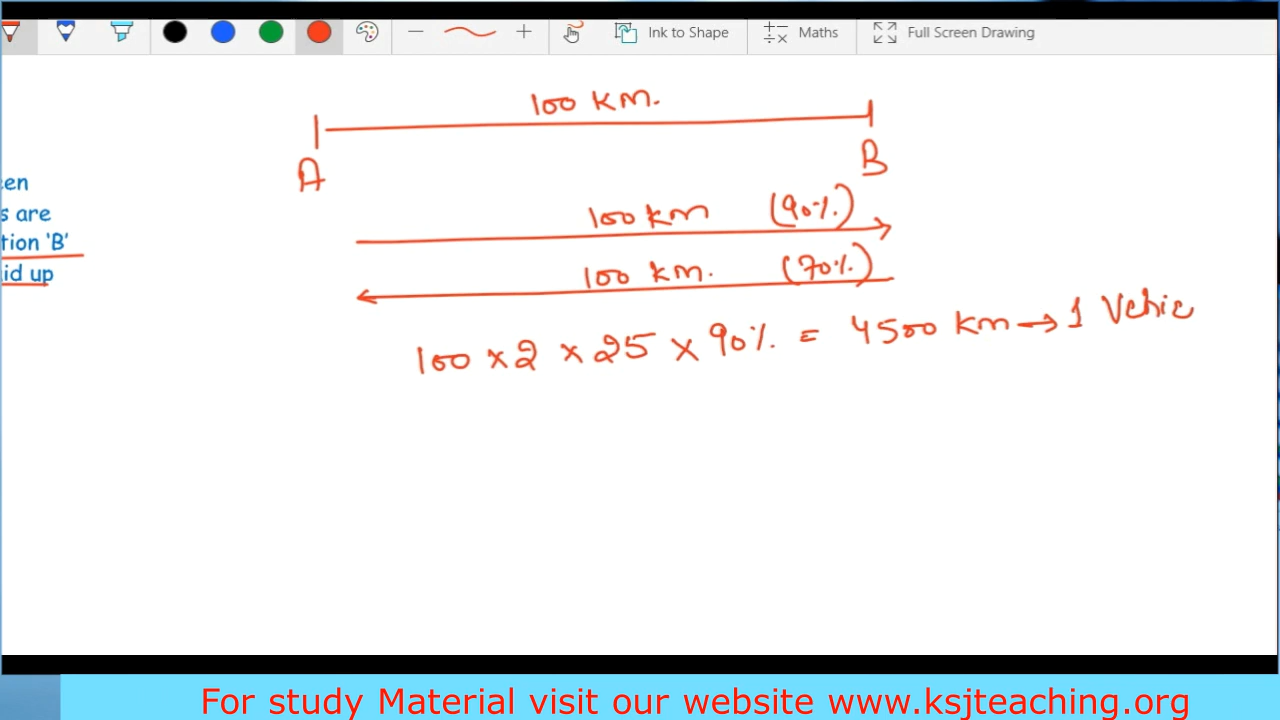 Ink to Shape
Maths
Full Screen Drawing
100 km.
A
B
een
s are
tion 'B'
id up
100 km (90%.)
100 km. (70%.)
100 × 2 × 25 × 90% = 4500 km → 1 Vehic
For study Material visit our website www.ksjteaching.org